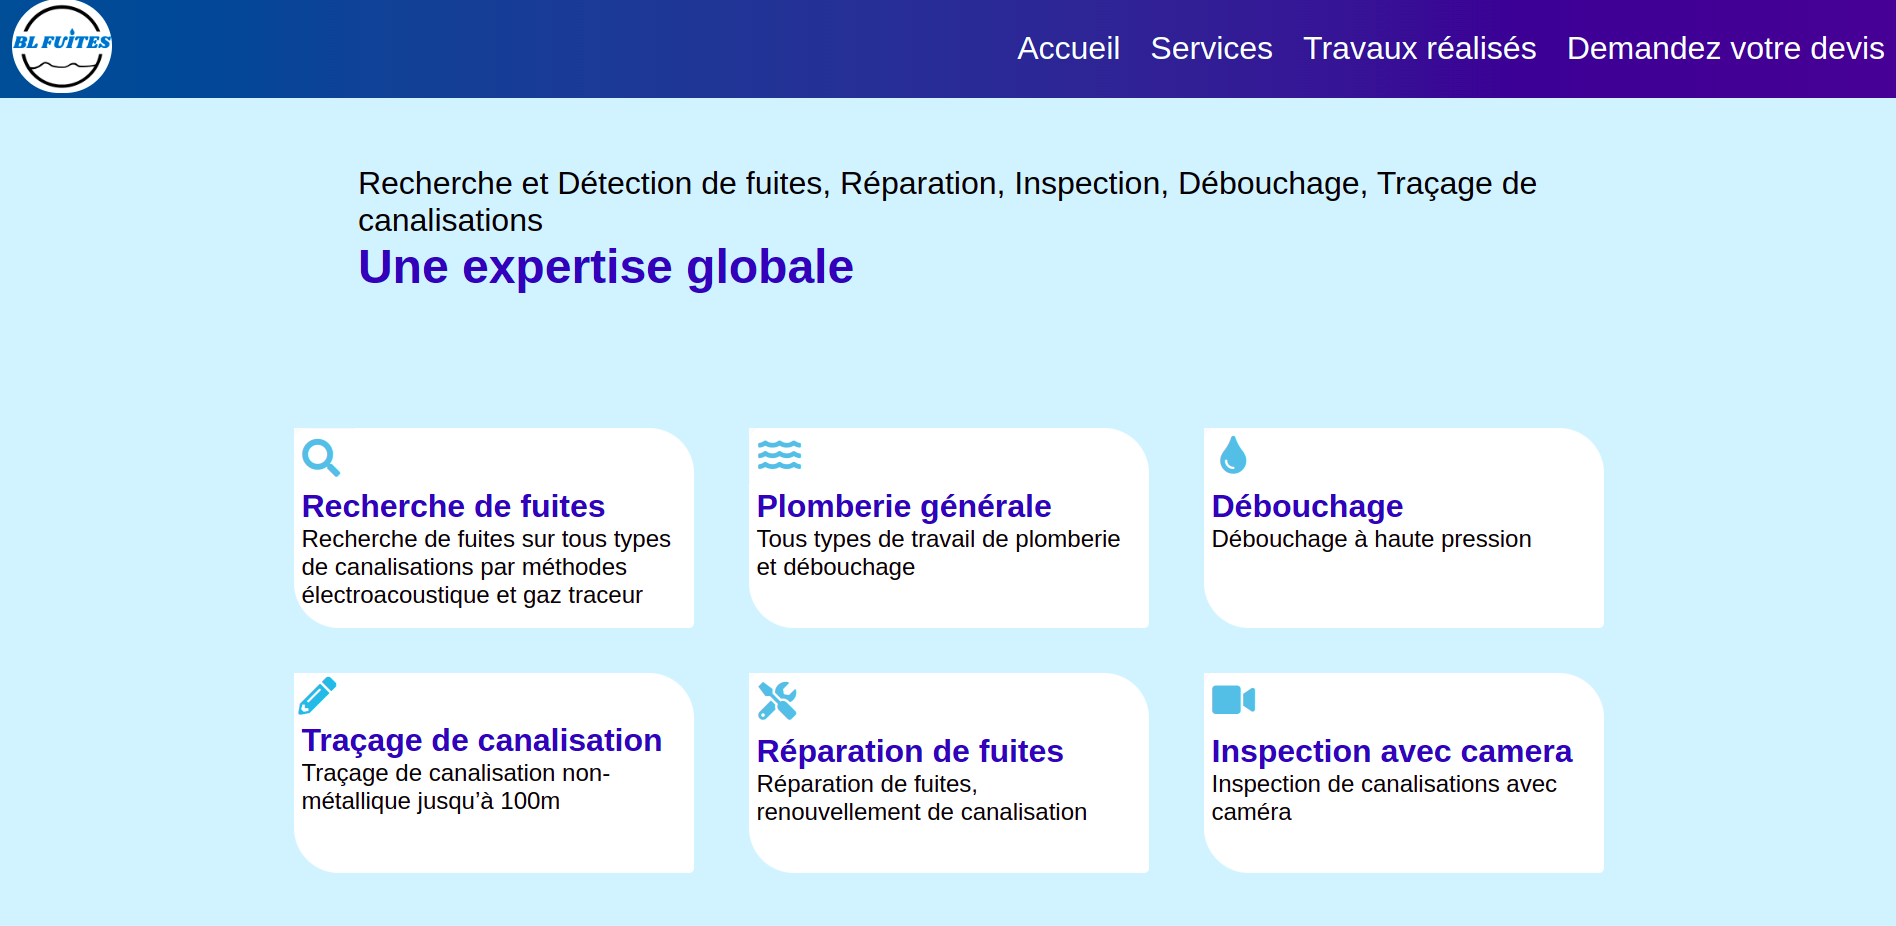 BL FUITES
Accueil Services Travaux réalisés Demandez votre devis
Recherche et Détection de fuites, Réparation, Inspection, Débouchage, Traçage de
canalisations
Une expertise globale
Recherche de fuites
Recherche de fuites sur tous types
de canalisations par méthodes
électroacoustique et gaz traceur
Plomberie générale
Tous types de travail de plomberie
et débouchage
Débouchage
Débouchage à haute pression
Traçage de canalisation
Traçage de canalisation non-
métallique jusqu’à 100m
Réparation de fuites
Réparation de fuites,
renouvellement de canalisation
Inspection avec camera
Inspection de canalisations avec
caméra